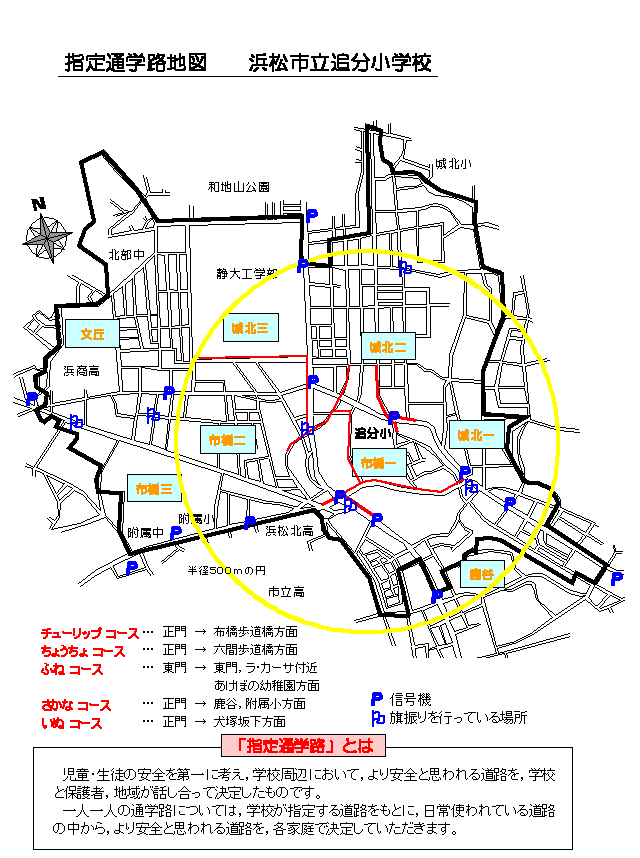 指定通学路地図　　浜松市立追分小学校
城北小
和地山公園
N
北部中
静大工学部
文丘
城北三
城北二
浜商高
追分小
城北一
布橋二
布橋一
布橋三
附属小
附属中
浜松北高
半径500mの円
鹿谷
市立高
チューリップ コース … 正門 → 布橋歩道橋方面
ちょうちょ コース … 正門 → 六間歩道橋方面
ふね コース … 東門 → 東門, ラ・カーサ付近
あけぼの幼稚園方面
さかな コース … 正門 → 鹿谷, 附属小方面
いぬ コース … 正門 → 犬塚坂下方面
信号機
旗振りを行っている場所
「指定通学路」とは
児童・生徒の安全を第一に考え, 学校周辺において, より安全と思われる道路を, 学校
と保護者, 地域が話し合って決定したものです。
一人一人の通学路については, 学校が指定する道路をもとに, 日常使われている道路
の中から, より安全と思われる道路を, 各家庭で決定していただきます。